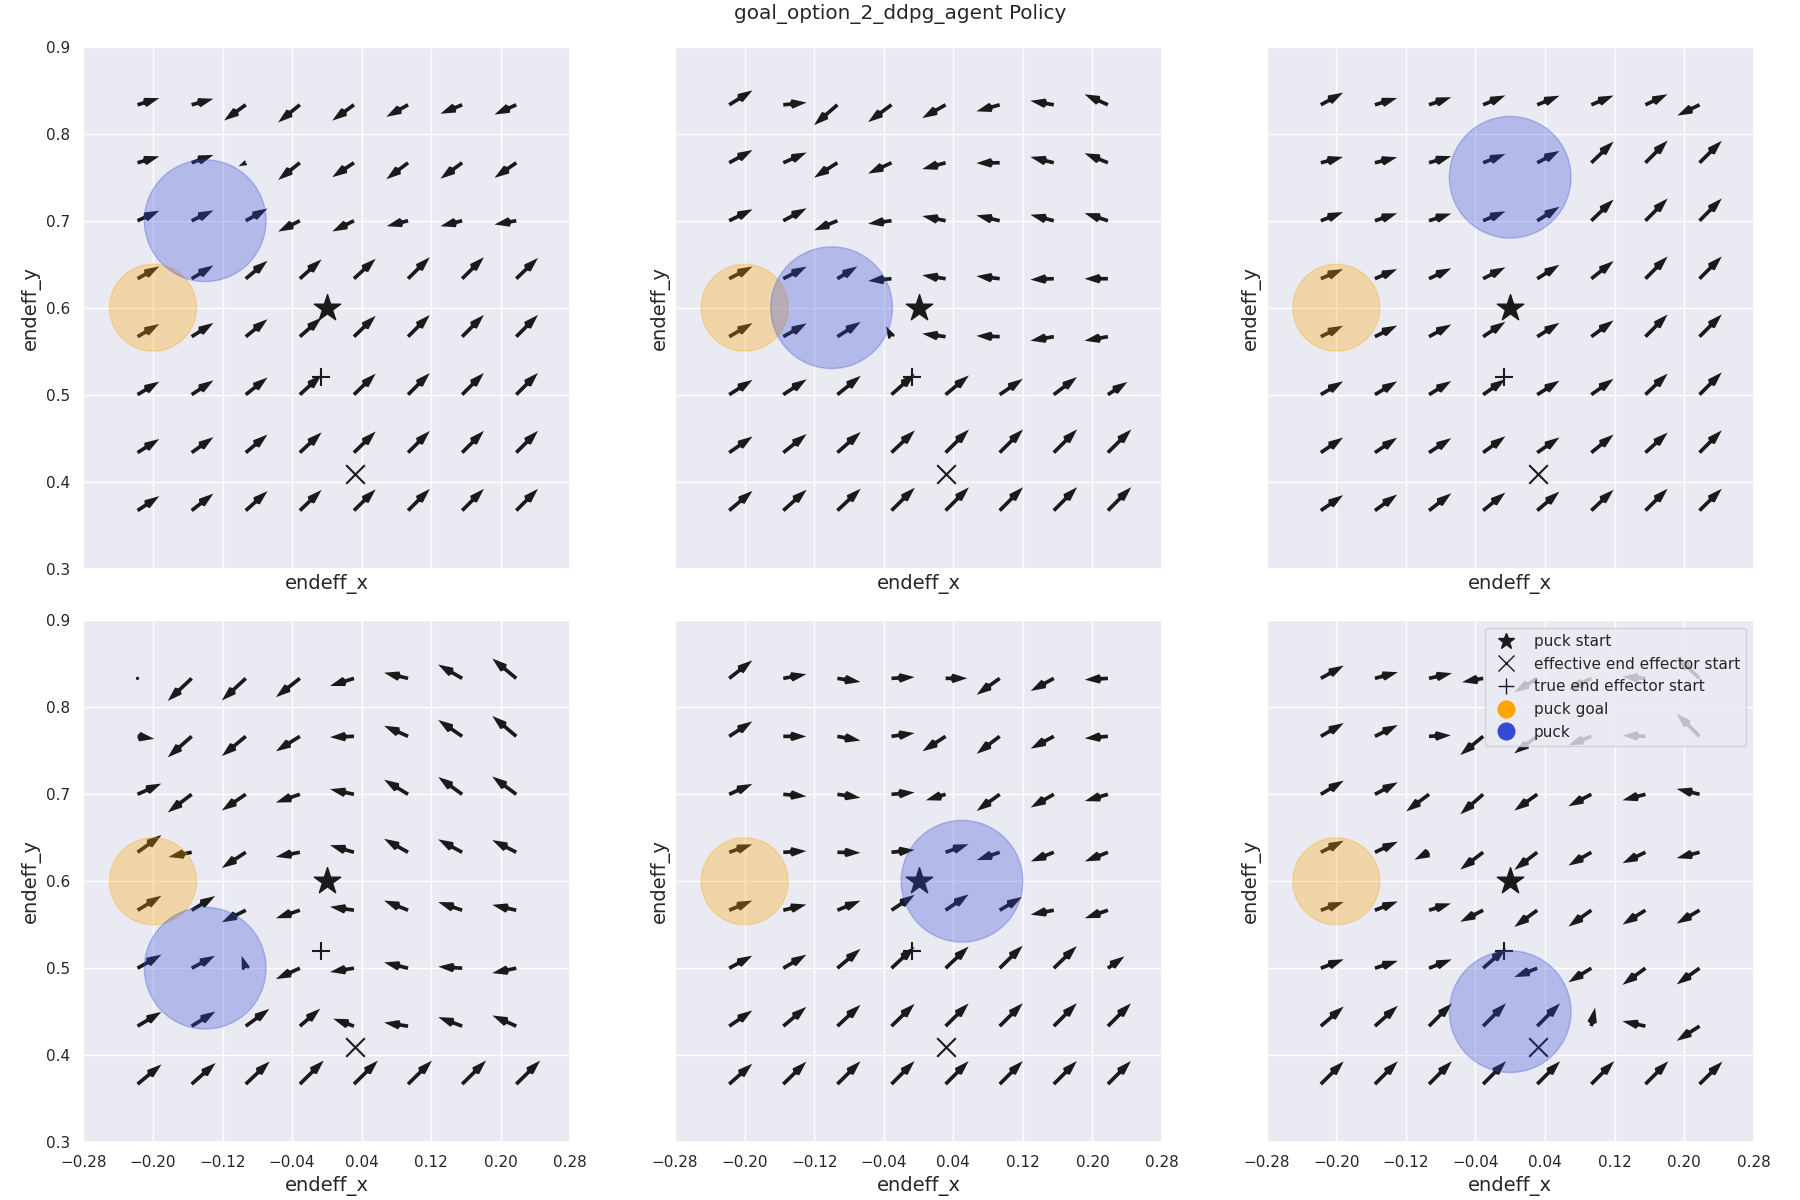 goal_option_2_ddpg_agent Policy
0.9
0.8
0.7
0.6
0.5
0.4
0.3
endeff_y
endeff_x
endeff_y
endeff_x
endeff_y
endeff_x
0.9
0.8
0.7
0.6
0.5
0.4
0.3
endeff_y
−0.28 −0.20 −0.12 −0.04 0.04 0.12 0.20 0.28
endeff_x
endeff_y
−0.28 −0.20 −0.12 −0.04 0.04 0.12 0.20 0.28
endeff_x
puck start
effective end effector start
true end effector start
puck goal
puck
endeff_y
−0.28 −0.20 −0.12 −0.04 0.04 0.12 0.20 0.28
endeff_x